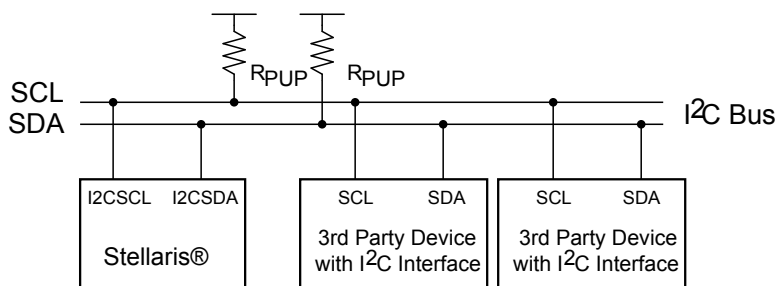 RPUP RPUP
SCL
SDA
I2C Bus
I2CSCL I2CSDA
Stellaris®
SCL SDA
3rd Party Device
with I2C Interface
SCL SDA
3rd Party Device
with I2C Interface